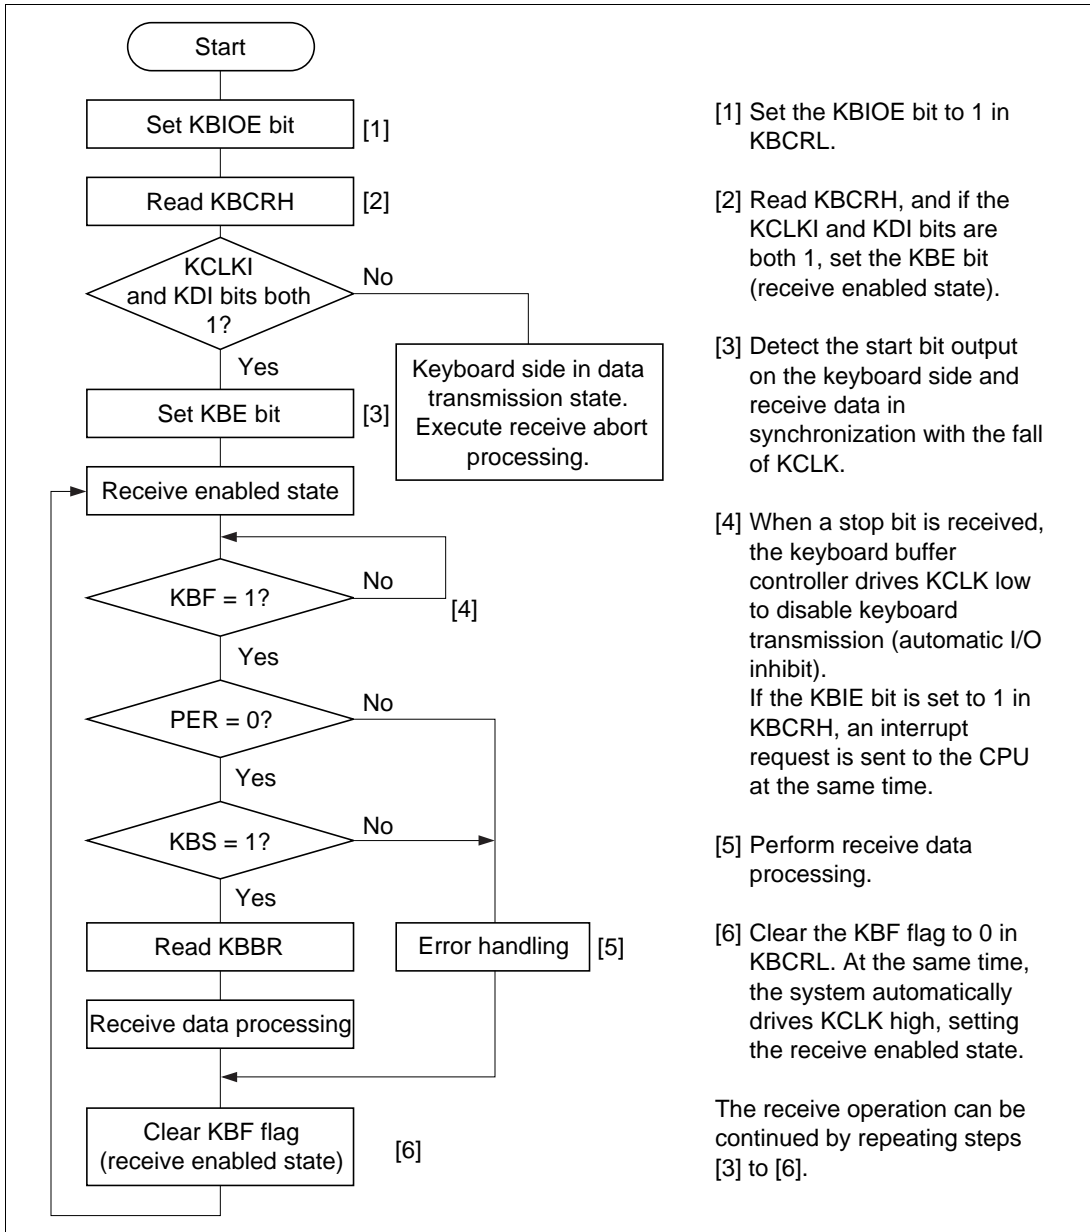 Start
Set KBIOE bit
[1]
Read KBCRH
[2]
KCLKI
and KDI bits both
1?
No
Yes
Keyboard side in data
transmission state.
Execute receive abort
processing.
Set KBE bit
[3]
Receive enabled state
KBF = 1?
No
[4]
Yes
PER = 0?
No
Yes
KBS = 1?
No
Yes
Read KBBR
Error handling
[5]
Receive data processing
Clear KBF flag
(receive enabled state)
[6]
[1] Set the KBIOE bit to 1 in
KBCRL.
[2] Read KBCRH, and if the
KCLKI and KDI bits are
both 1, set the KBE bit
(receive enabled state).
[3] Detect the start bit output
on the keyboard side and
receive data in
synchronization with the fall
of KCLK.
[4] When a stop bit is received,
the keyboard buffer
controller drives KCLK low
to disable keyboard
transmission (automatic I/O
inhibit).
If the KBIE bit is set to 1 in
KBCRH, an interrupt
request is sent to the CPU
at the same time.
[5] Perform receive data
processing.
[6] Clear the KBF flag to 0 in
KBCRL. At the same time,
the system automatically
drives KCLK high, setting
the receive enabled state.
The receive operation can be
continued by repeating steps
[3] to [6].